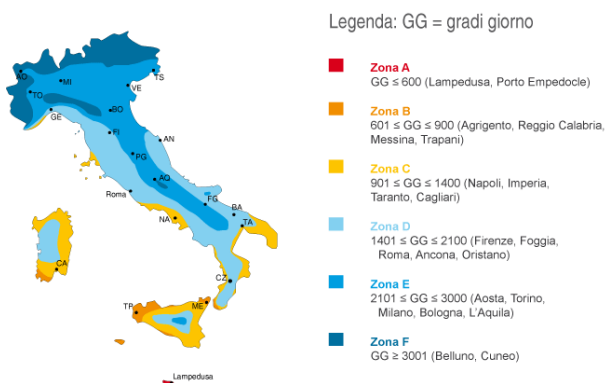 Legenda: GG = gradi giorno
Zona A
GG ≤ 600 (Lampedusa, Porto Empedocle)
Zona B
601 ≤ GG ≤ 900 (Agrigento, Reggio Calabria,
Messina, Trapani)
Zona C
901 ≤ GG ≤ 1400 (Napoli, Imperia,
Taranto, Cagliari)
Zona D
1401 ≤ GG ≤ 2100 (Firenze, Foggia,
Roma, Ancona, Oristano)
Zona E
2101 ≤ GG ≤ 3000 (Aosta, Torino,
Milano, Bologna, L'Aquila)
Zona F
GG ≥ 3001 (Belluno, Cuneo)
AO
MI
TS
TO
VE
GE
BO
FI
AN
PG
AQ
Roma
FG
BA
NA
TA
CA
CZ
TP
ME
Lampedusa